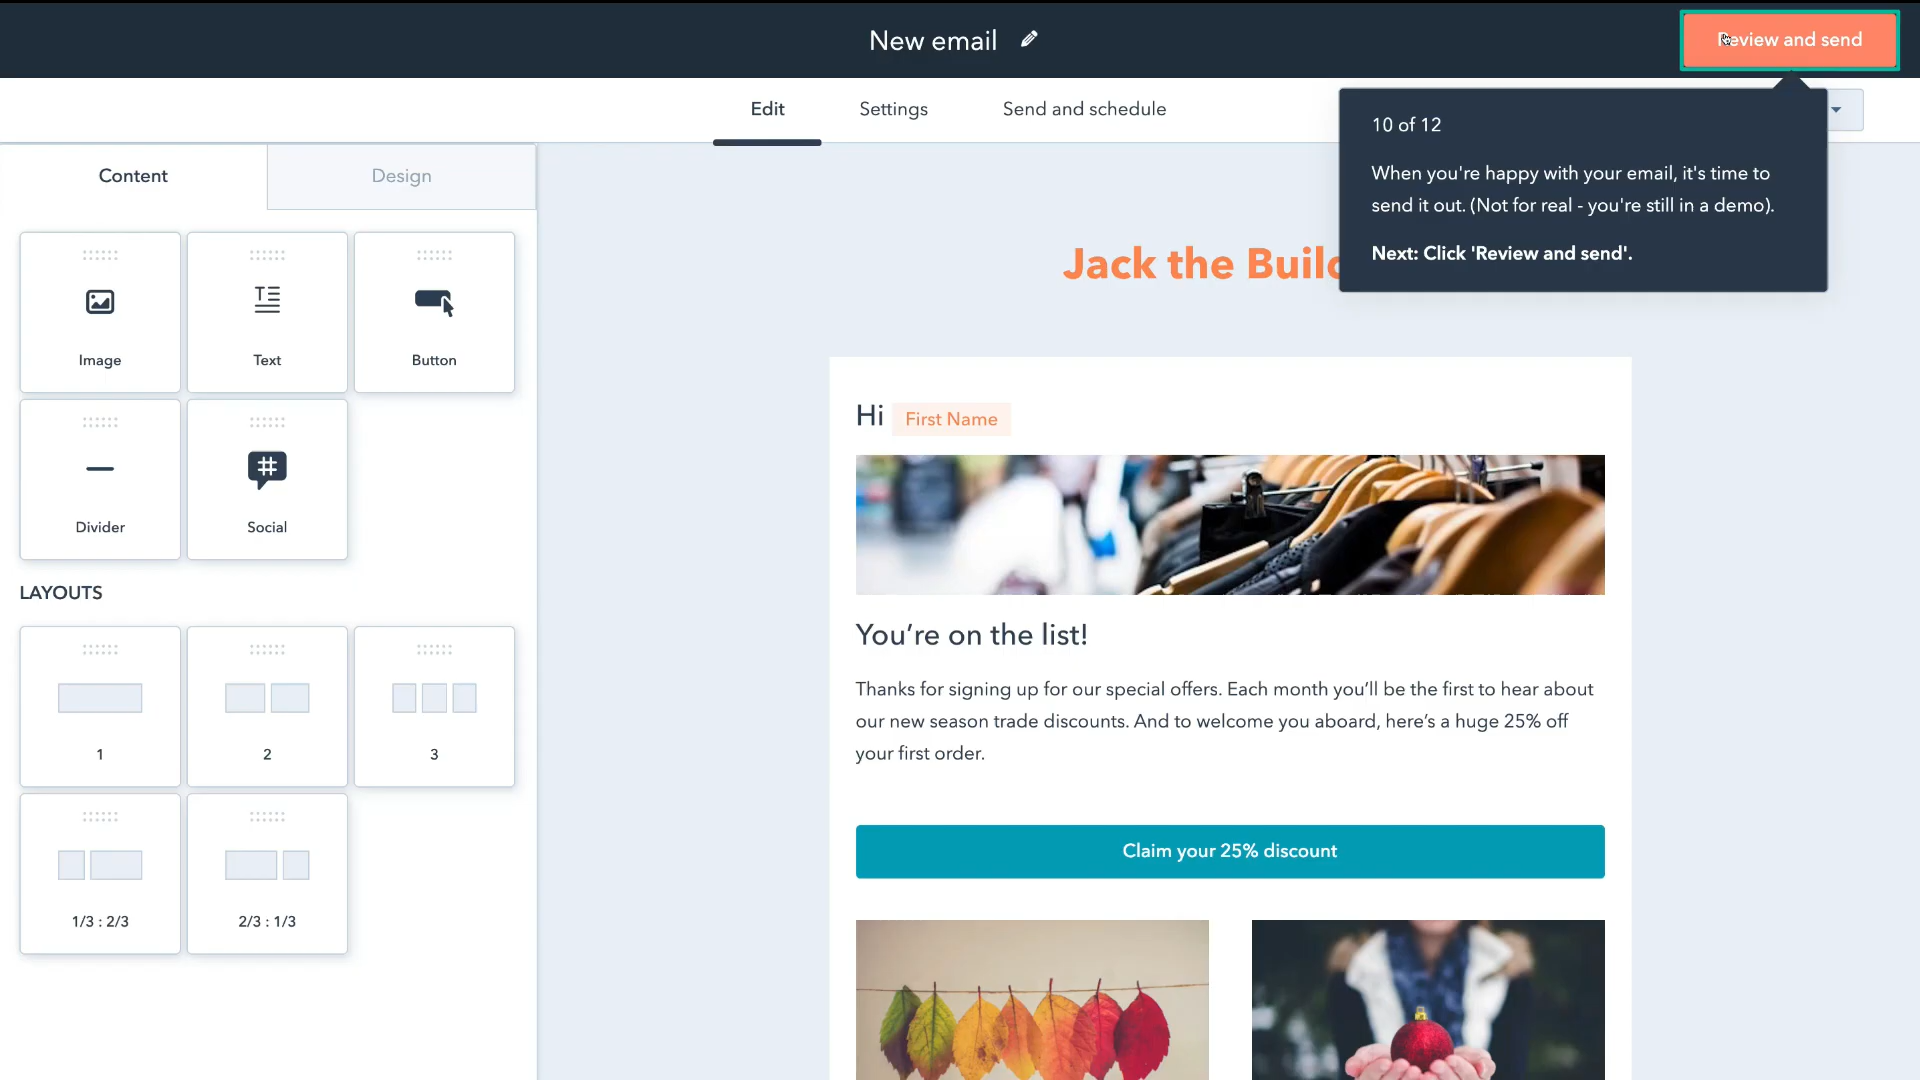 New email
Review and send
Edit
Settings
Send and schedule
10 of 12
When you're happy with your email, it's time to
send it out. (Not for real - you're still in a demo).
Next: Click 'Review and send'.
Content
Design
Image
Text
Button
Divider
Social
LAYOUTS
1
2
3
1/3 : 2/3
2/3 : 1/3
Jack the
Hi First Name
You’re on the list!
Thanks for signing up for our special offers. Each month you’ll be the first to hear about
our new season trade discounts. And to welcome you aboard, here’s a huge 25% off
your first order.
Claim your 25% discount